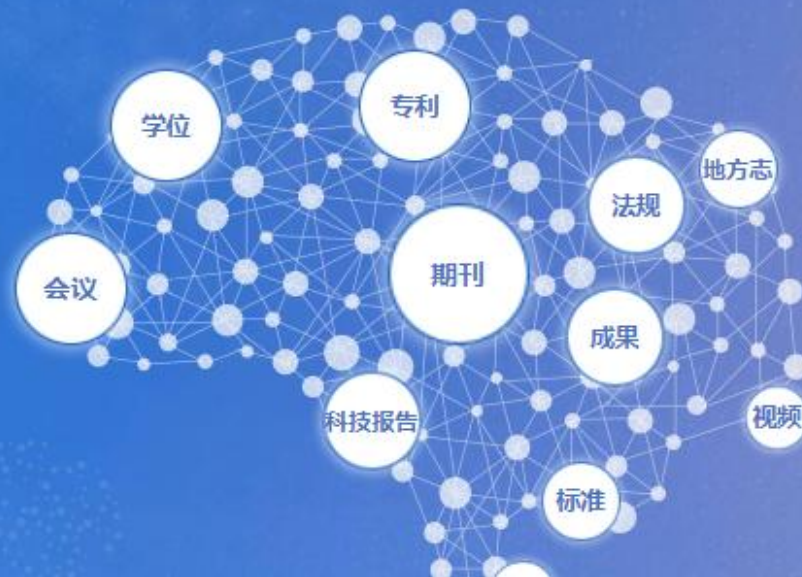 专利
学位
地方志
法规
期刊
会议
成果
视频
科技报告
标准